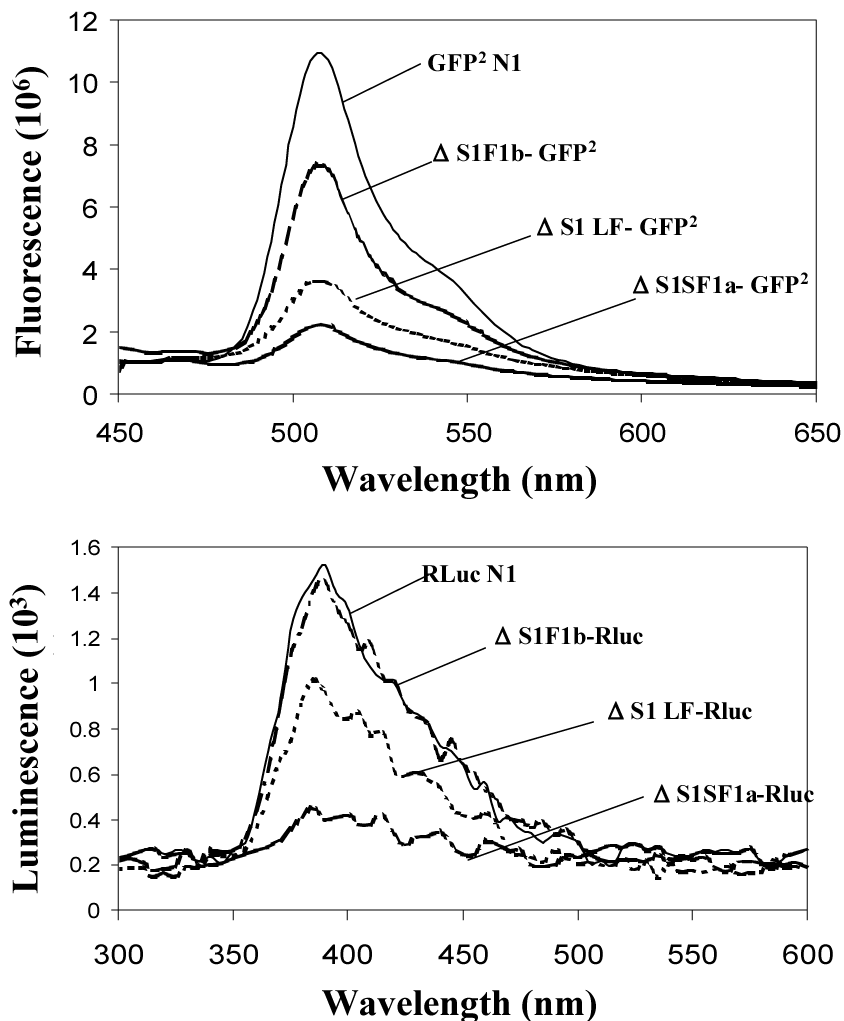 12
10
8
6
4
2
0
Fluorescence (10⁶)
GFP² N1
Δ S1F1b- GFP²
Δ S1 LF- GFP²
Δ S1SF1a- GFP²
450 500 550 600 650
Wavelength (nm)
1.6
1.4
1.2
1
0.8
0.6
0.4
0.2
0
Luminescence (10³)
RLuc N1
Δ S1F1b-Rluc
Δ S1 LF-Rluc
Δ S1SF1a-Rluc
300 350 400 450 500 550 600
Wavelength (nm)